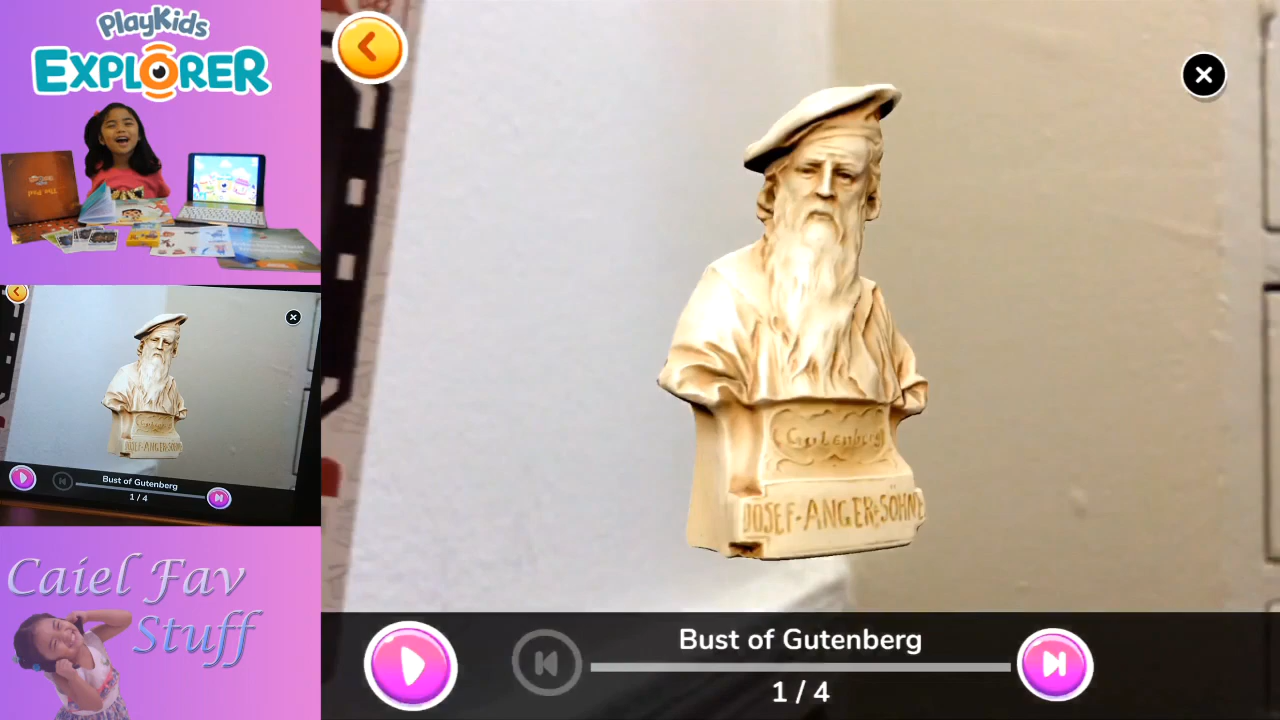 PLAYKIDS
EXPLORER
Bust of Gutenberg
1 / 4
Caiel Fav
Stuff
Gutenberg
JOSEF-ANGER+SÖHNE
Bust of Gutenberg
1 / 4